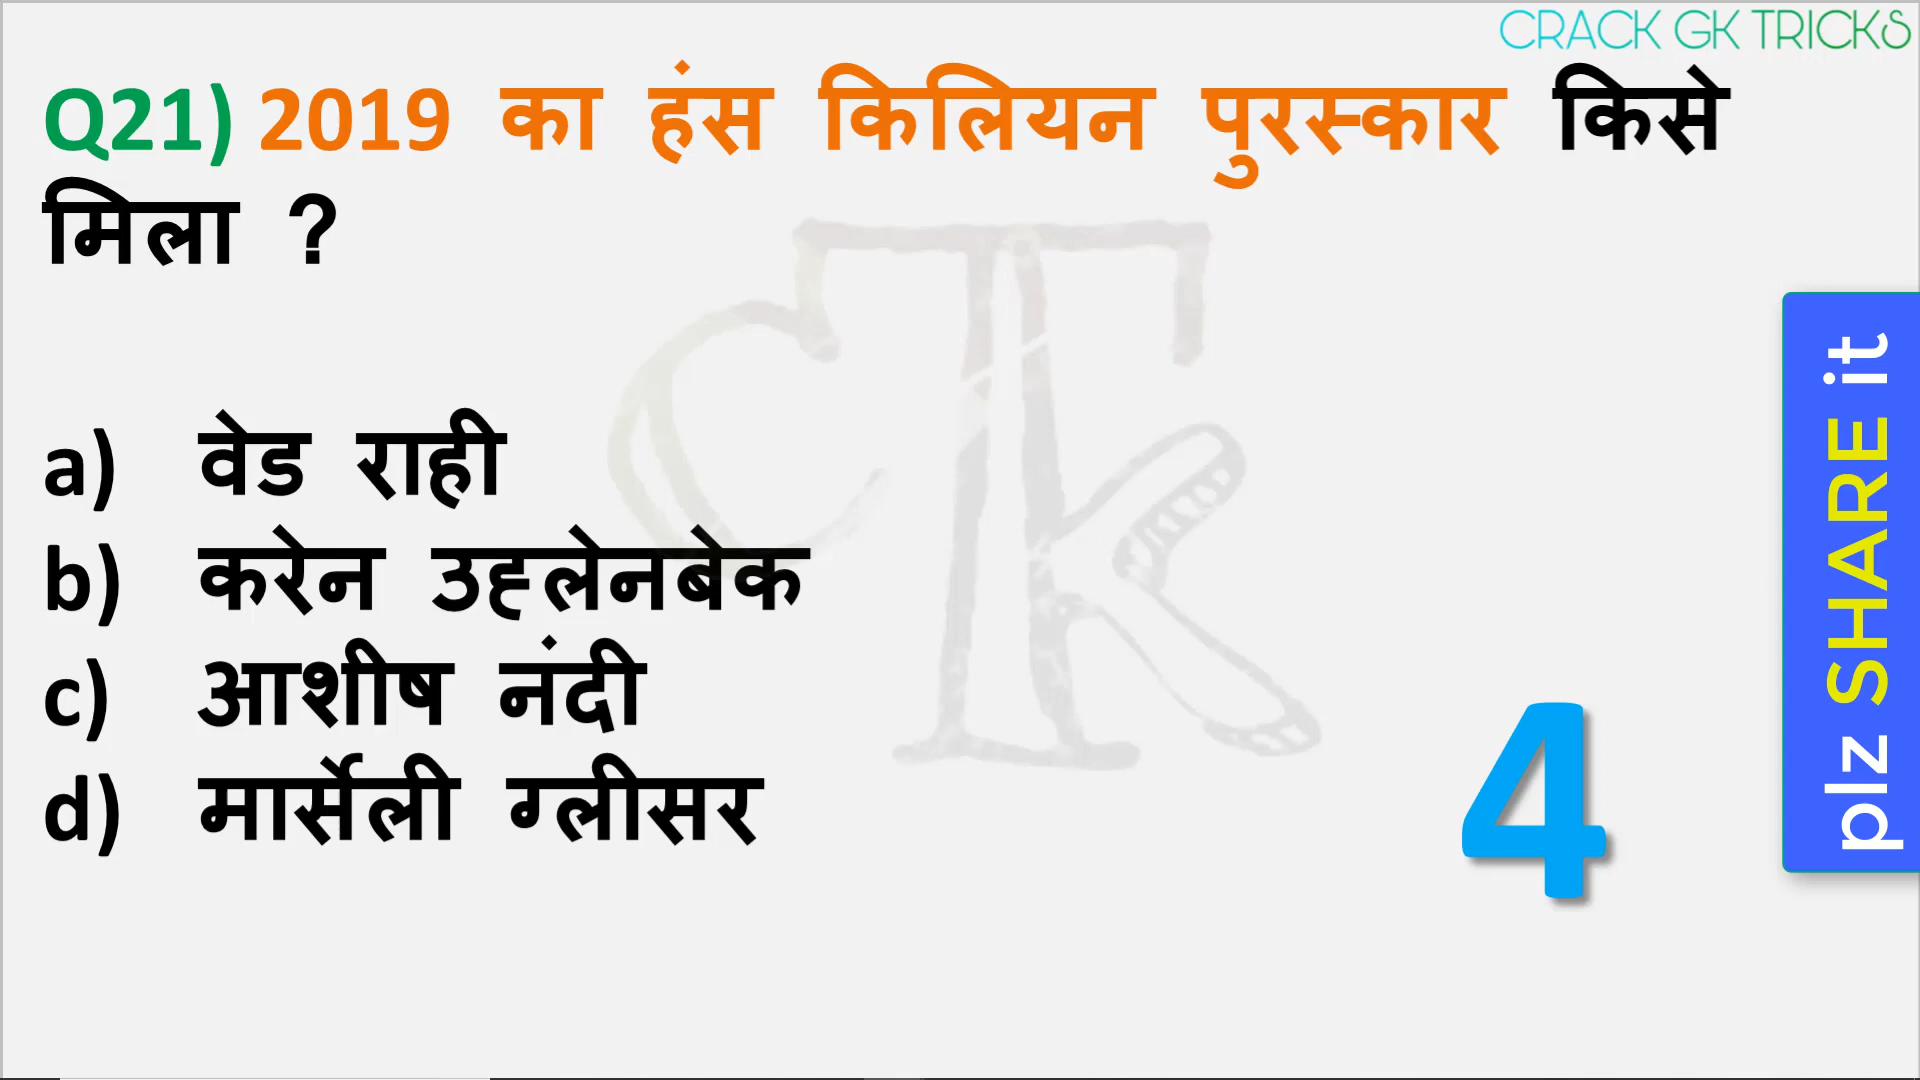 CRACK GK TRICKS
Q21) 2019 का हंस किलियन पुरस्कार किसे
मिला ?
a) वेड राही
b) करेन उह्लेनबेक
c) आशीष नंदी
d) मार्सेली ग्लीसर
4
plz SHARE it